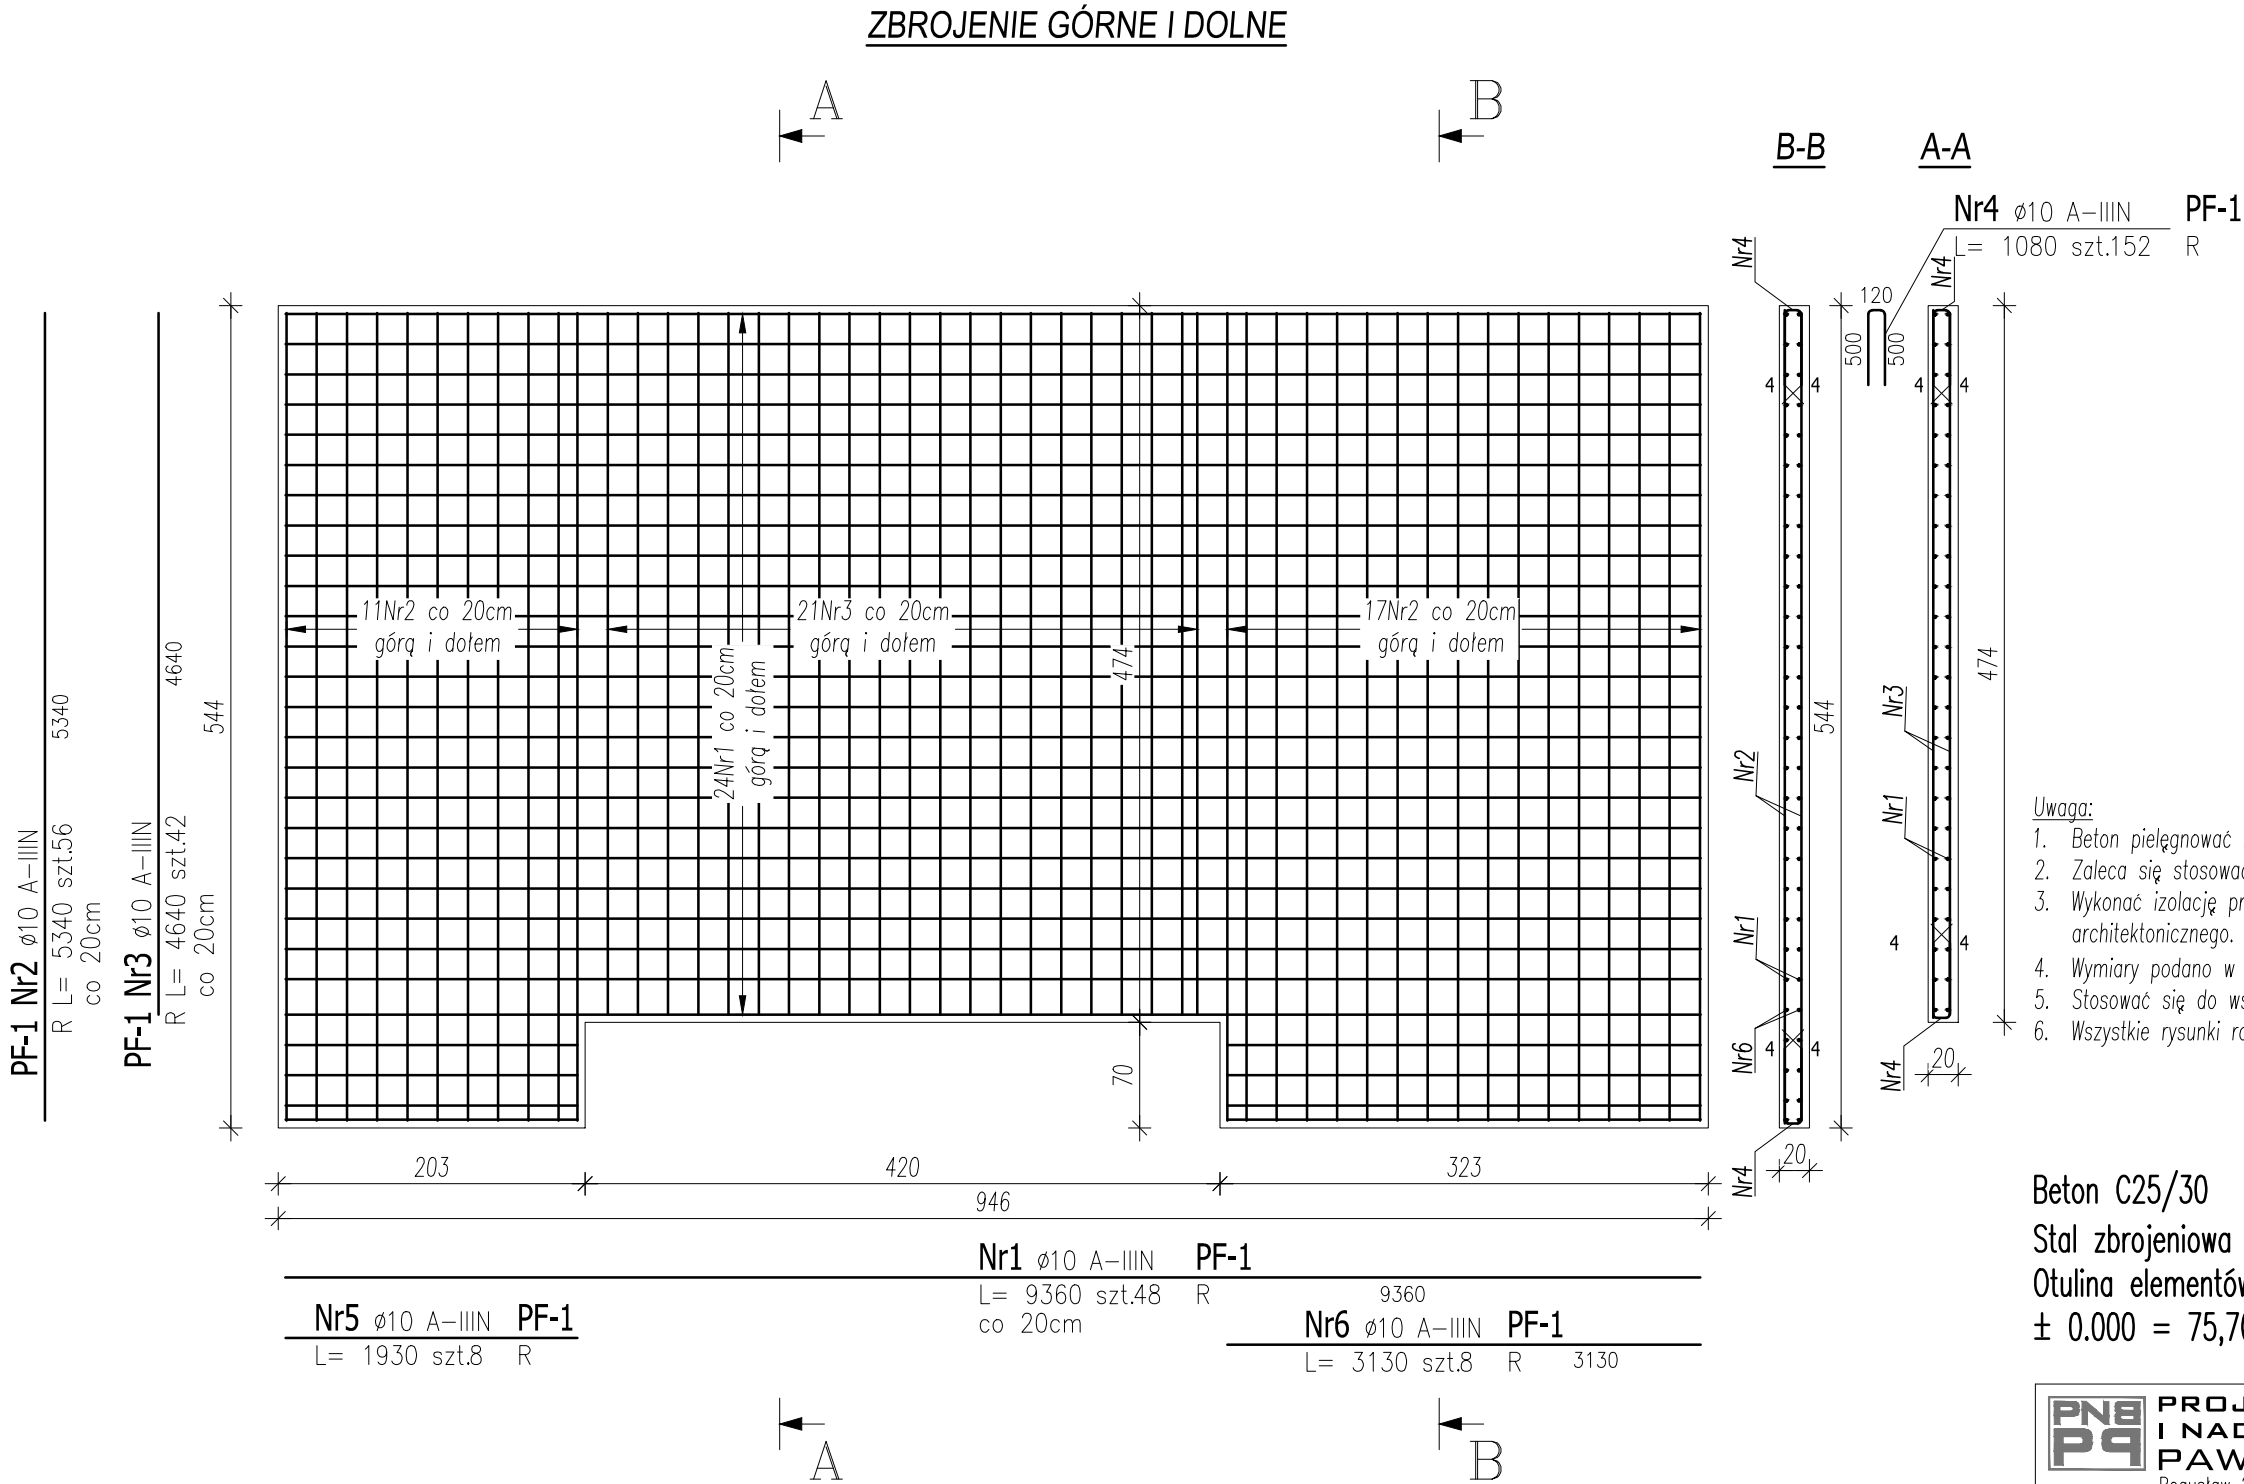 ZBROJENIE GÓRNE I DOLNE
A
B
B-B
A-A
Nr4 ø10 A-IIIN PF-1
L= 1080 szt.152 R
Nr4
Nr4
120
500
500
4
4
4
4
PF-1 Nr2 ø10 A-IIIN
R L= 5340 szt.56
5340
co 20cm
PF-1 Nr3 ø10 A-IIIN
R L= 4640 szt.42
4640
co 20cm
544
11Nr2 co 20cm
górą i dołem
21Nr3 co 20cm
górą i dołem
17Nr2 co 20cm
górą i dołem
24Nr1 co 20cm
górą i dołem
474
70
544
474
Nr2
Nr1
Nr6
Nr4
Nr3
Nr1
Nr4
4
4
4
4
20
20
Uwaga:
1. Beton pielęgnować
2. Zaleca się
3. Wykonać izolację
architektonicznego.
4. Wymiary podano w
5. Stosować się do
6. Wszystkie rysunki
203
420
323
946
Nr1 ø10 A-IIIN PF-1
L= 9360 szt.48 R
9360
co 20cm
Nr5 ø10 A-IIIN PF-1
L= 1930 szt.8 R
Nr6 ø10 A-IIIN PF-1
L= 3130 szt.8 R 3130
Beton C25/30
Stal zbrojeniowa
Otulina
± 0.000 =
A
B
PNB
PP
I